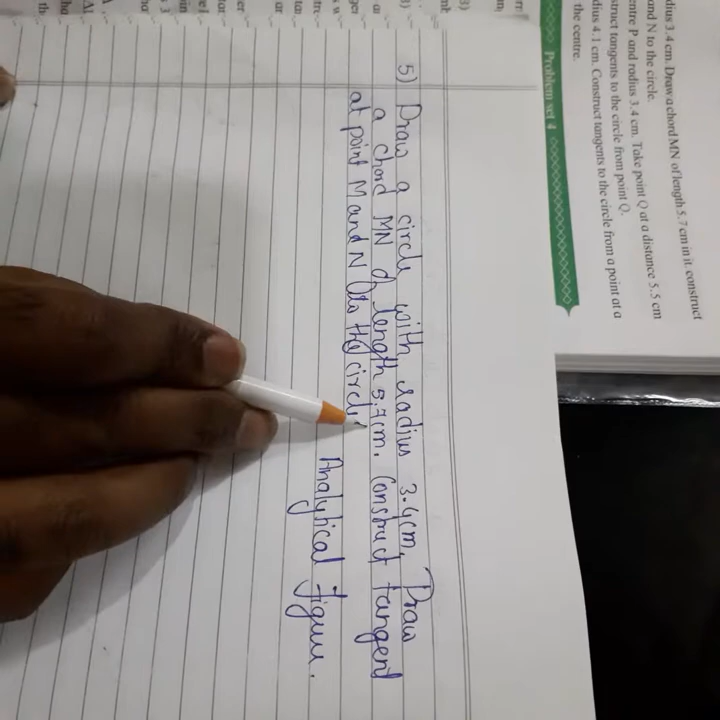 dius 3.4 cm. Draw a chord MN of length 5.7 cm in it. construct
and N to the circle.
entre P and radius 3.4 cm. Take point Q at a distance 5.5 cm
struct tangents to the circle from point Q.
dius 4.1 cm. Construct tangents to the circle from a point at a
the centre.
Problem set 4
5) Draw a circle with radius 3.4cm, Draw
a chord MN of length 5.7cm. Construct tangent
at point M and N to the circle
Analytical figure.